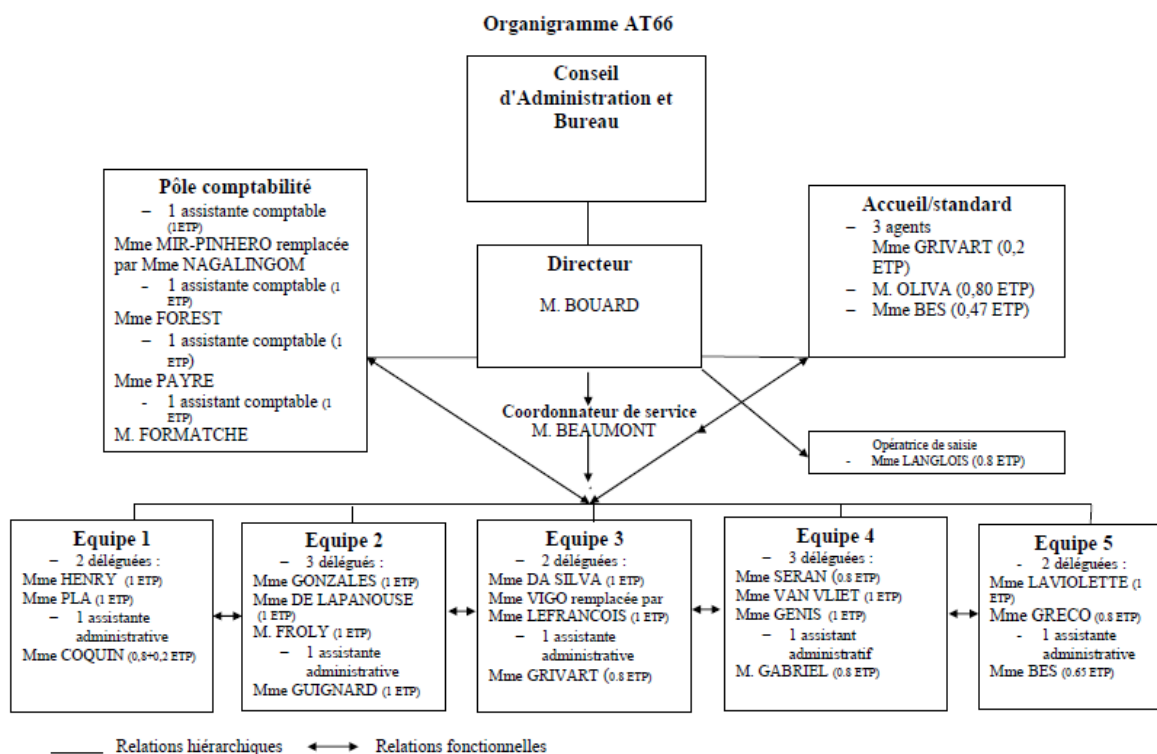 Organigramme AT66
Conseil
d'Administration et
Bureau
Pôle comptabilité
– 1 assistante comptable
(1ETP)
Mme MIR-PINHERO remplacée
par Mme NAGALINGOM
– 1 assistante comptable (1
ETP)
Mme FOREST
– 1 assistante comptable (1
ETP)
Mme PAYRE
- 1 assistant comptable (1
ETP)
M. FORMATCHE
Directeur
M. BOUARD
Accueil/standard
– 3 agents
Mme GRIVART (0,2
ETP)
– M. OLIVA (0,80 ETP)
– Mme BES (0,47 ETP)
Coordonnateur de service
M. BEAUMONT
Opératrice de saisie
- Mme LANGLOIS (0.8 ETP)
Equipe 1
– 2 déléguées :
Mme HENRY (1 ETP)
Mme PLA (1 ETP)
– 1 assistante
administrative
Mme COQUIN (0,8+0,2 ETP)
Equipe 2
– 3 délégués :
Mme GONZALES (1 ETP)
Mme DE LAPANOUSE
(1 ETP)
M. FROLY (1 ETP)
– 1 assistante
administrative
Mme GUIGNARD (1 ETP)
Equipe 3
– 2 déléguées :
Mme DA SILVA (1 ETP)
Mme VIGO remplacée par
Mme LEFRANCOIS (1 ETP)
– 1 assistante
administrative
Mme GRIVART (0.8 ETP)
Equipe 4
– 3 déléguées :
Mme SERAN (0.8 ETP)
Mme VAN VLIET (1 ETP)
Mme GENIS (1 ETP)
– 1 assistant
administratif
M. GABRIEL (0.8 ETP)
Equipe 5
- 2 déléguées :
Mme LAVIOLETTE (1
ETP)
Mme GRECO (0.8 ETP)
- 1 assistante
administrative
Mme BES (0.65 ETP)
Relations hiérarchiques
Relations fonctionnelles